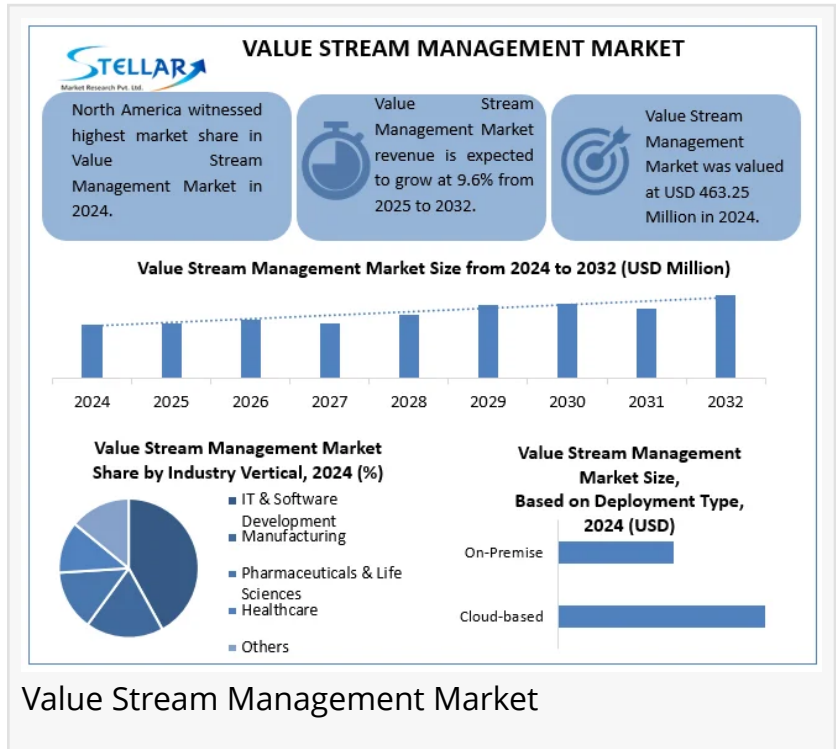 STELLAR
Market Research Pvt. Ltd.
VALUE STREAM MANAGEMENT MARKET
North America witnessed
highest market share in
Value Stream
Management Market in
2024.
Value Stream
Management Market
revenue is expected
to grow at 9.6% from
2025 to 2032.
Value Stream
Management
Market was valued
at USD 463.25
Million in 2024.
Value Stream Management Market Size from 2024 to 2032 (USD Million)
2024 2025 2026 2027 2028 2029 2030 2031 2032
Value Stream Management Market
Share by Industry Vertical, 2024 (%)
IT & Software
Development
Manufacturing
Pharmaceuticals & Life
Sciences
Healthcare
Others
Value Stream Management
Market Size,
Based on Deployment Type,
2024 (USD)
On-Premise
Cloud-based
Value Stream Management Market